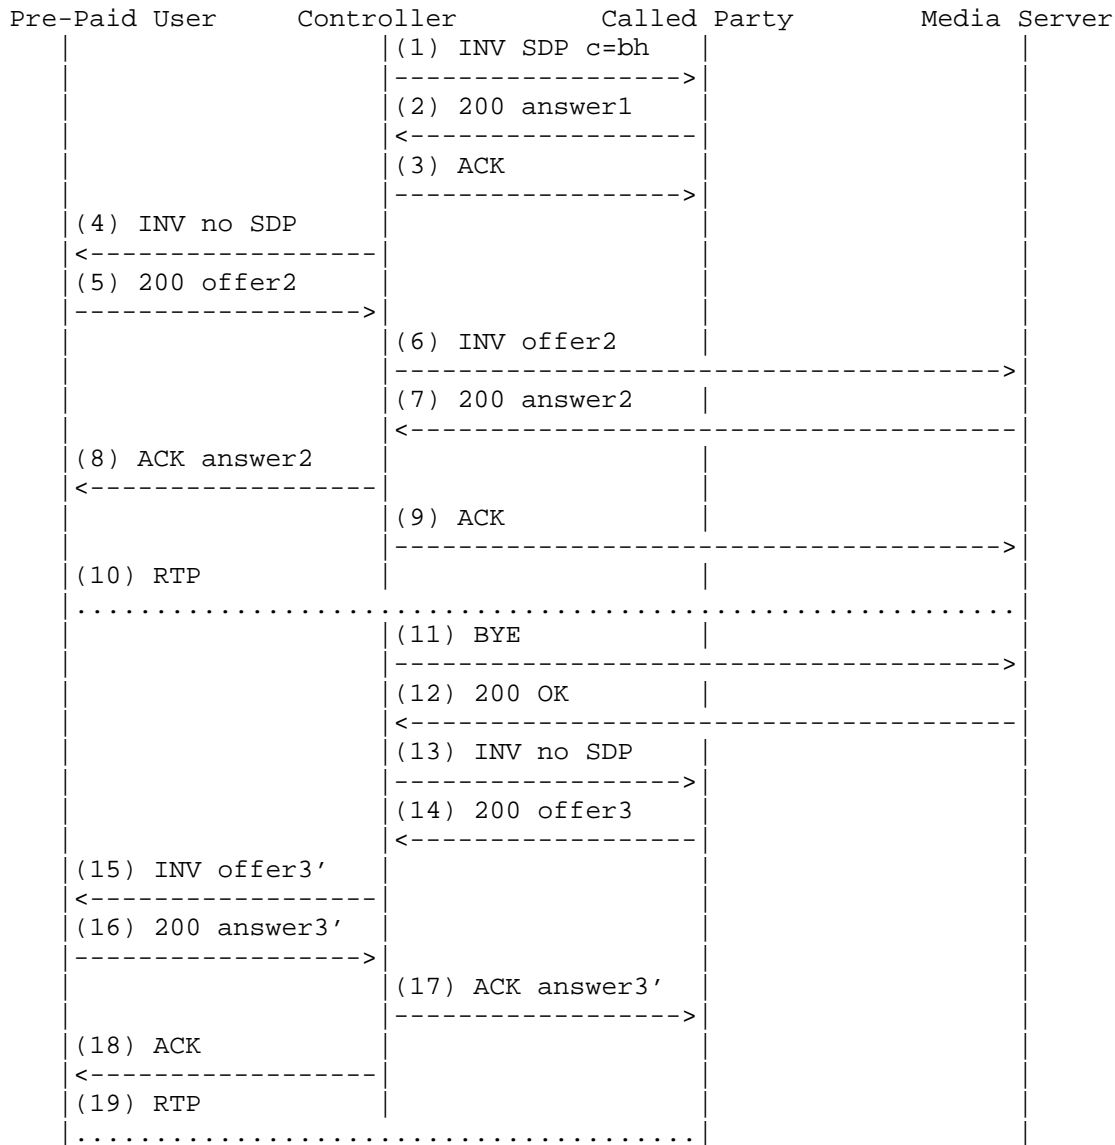 Pre-Paid User Controller Called Party Media Server
(1) INV SDP c=bh
(2) 200 answer1
(3) ACK
(4) INV no SDP
(5) 200 offer2
(6) INV offer2
(7) 200 answer2
(8) ACK answer2
(9) ACK
(10) RTP
(11) BYE
(12) 200 OK
(13) INV no SDP
(14) 200 offer3
(15) INV offer3’
(16) 200 answer3’
(17) ACK answer3’
(18) ACK
(19) RTP